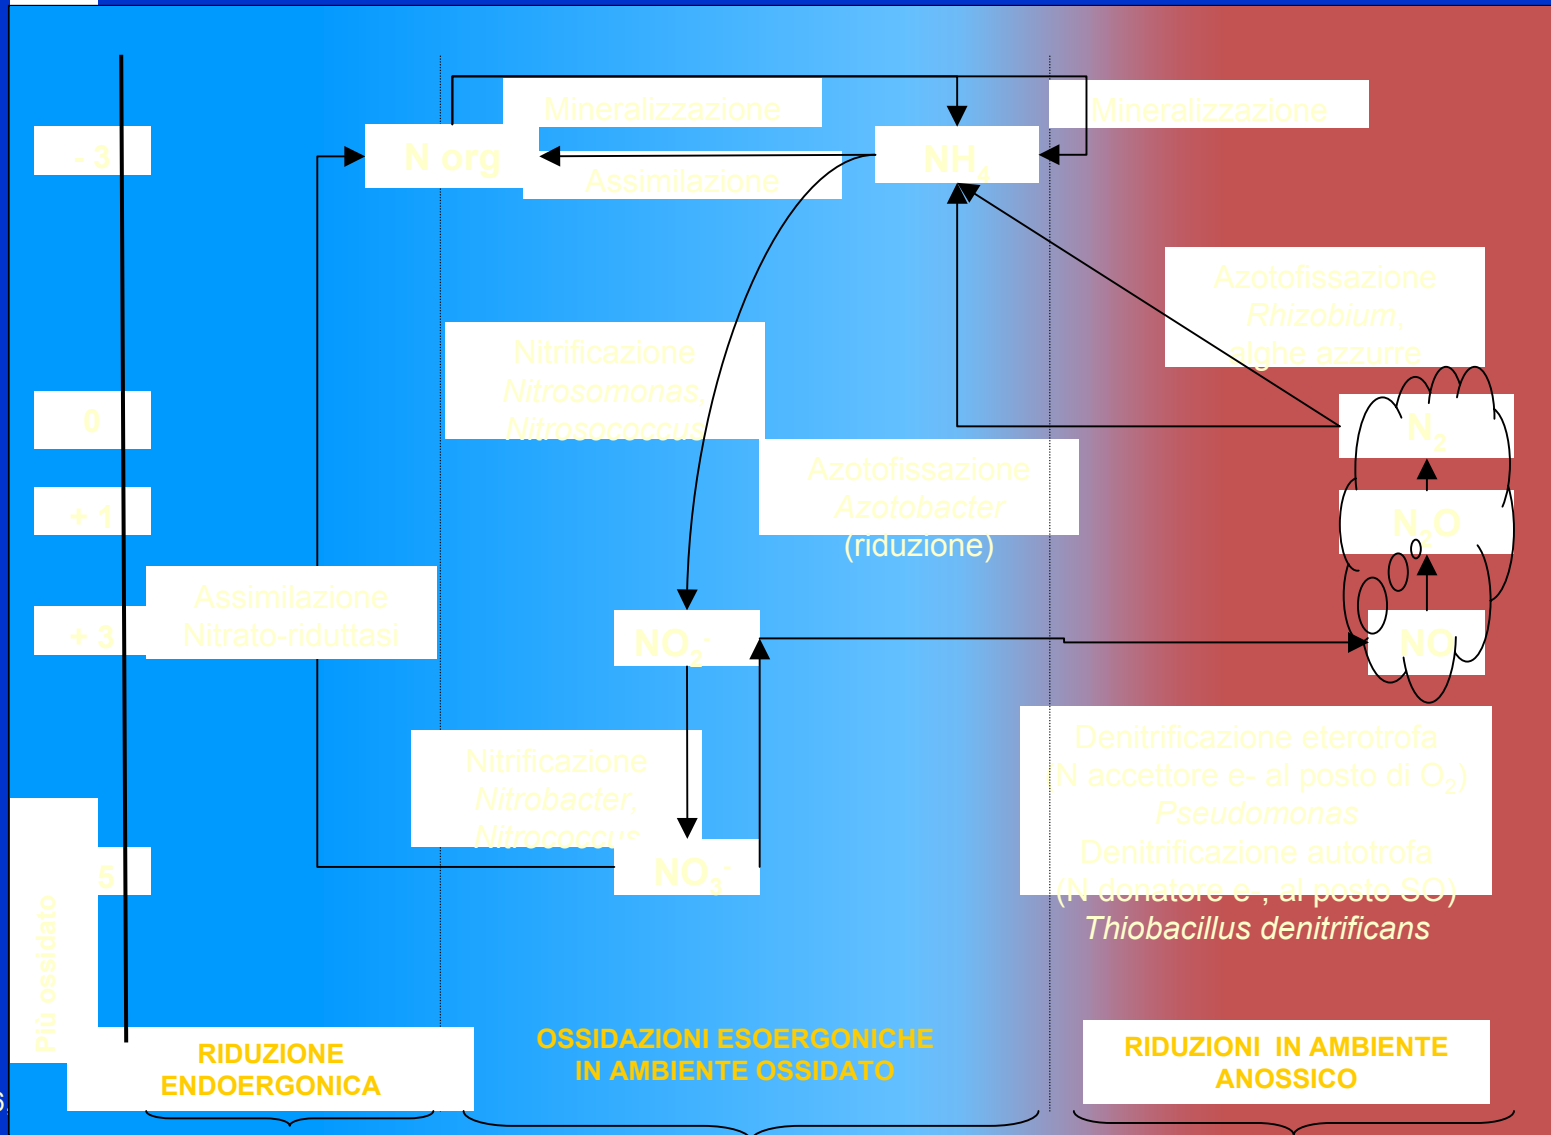 Mineralizzazione
Mineralizzazione
- 3
N org
NH4
Assimilazione
Azotofissazione
Rhizobium,
alghe azzurre
Nitrificazione
Nitrosomonas,
Nitrosococcus
0
N2
Azotofissazione
Azotobacter
(riduzione)
+ 1
N2O
Assimilazione
Nitrato-riduttasi
+ 3
NO2-
NO
Nitrificazione
Nitrobacter,
Nitrococcus
Denitrificazione eterotrofa
(N accettore e- al posto di O2)
Pseudomonas
Denitrificazione autotrofa
(N donatore e-, al posto SO)
Thiobacillus denitrificans
5
NO3-
Più ossidato
RIDUZIONE
ENDOERGONICA
OSSIDAZIONI ESOERGONICHE
IN AMBIENTE OSSIDATO
RIDUZIONI IN AMBIENTE
ANOSSICO